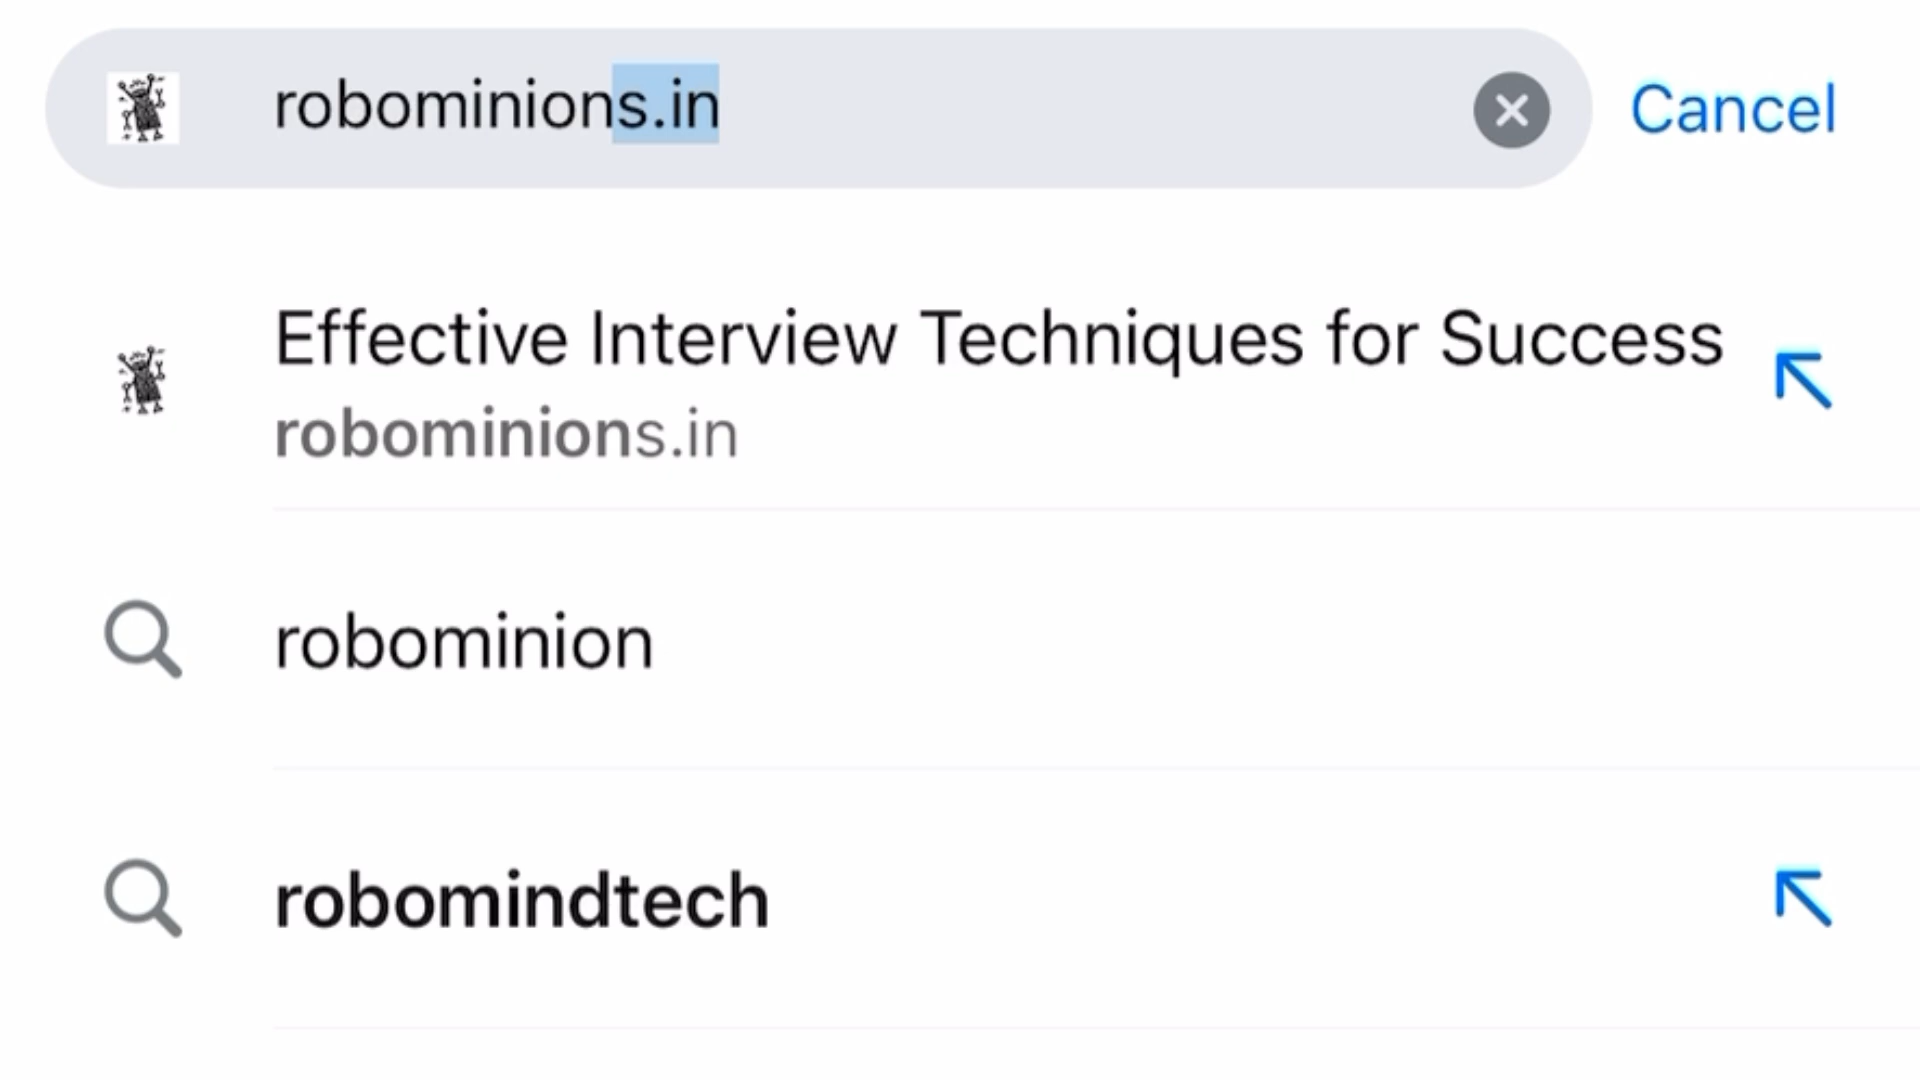 robominions.in
Cancel
Effective Interview Techniques for Success
robominions.in
robominion
robomindtech